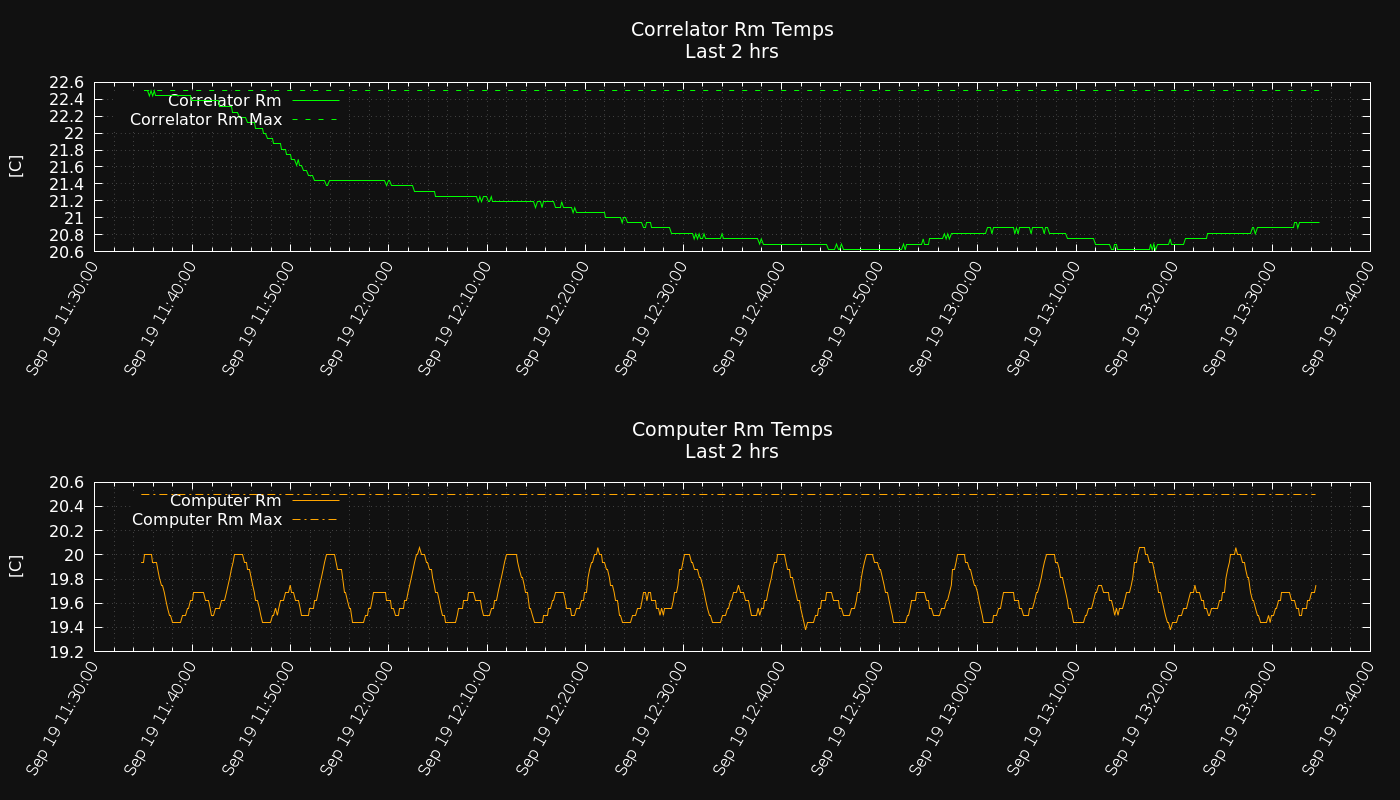 Correlator Rm Temps
Last 2 hrs
[C]
22.6
22.4
22.2
22
21.8
21.6
21.4
21.2
21
20.8
20.6
Correlator Rm
Correlator Rm Max
Sep 19 11:30:00
Sep 19 11:40:00
Sep 19 11:50:00
Sep 19 12:00:00
Sep 19 12:10:00
Sep 19 12:20:00
Sep 19 12:30:00
Sep 19 12:40:00
Sep 19 12:50:00
Sep 19 13:00:00
Sep 19 13:10:00
Sep 19 13:20:00
Sep 19 13:30:00
Sep 19 13:40:00
Computer Rm Temps
Last 2 hrs
[C]
20.6
20.4
20.2
20
19.8
19.6
19.4
19.2
Computer Rm
Computer Rm Max
Sep 19 11:30:00
Sep 19 11:40:00
Sep 19 11:50:00
Sep 19 12:00:00
Sep 19 12:10:00
Sep 19 12:20:00
Sep 19 12:30:00
Sep 19 12:40:00
Sep 19 12:50:00
Sep 19 13:00:00
Sep 19 13:10:00
Sep 19 13:20:00
Sep 19 13:30:00
Sep 19 13:40:00